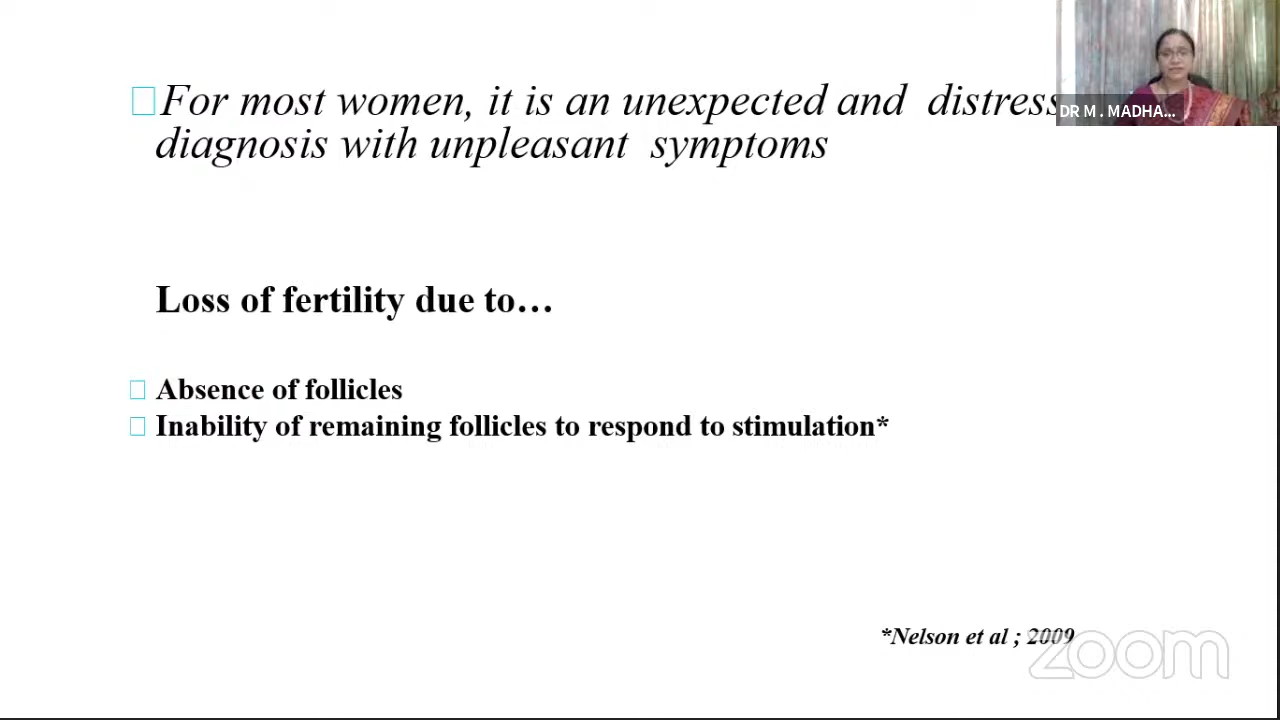 For most women, it is an unexpected and distress
diagnosis with unpleasant symptoms
DR M . MADHA...
Loss of fertility due to…
Absence of follicles
Inability of remaining follicles to respond to stimulation*
*Nelson et al ; 2009
zoom